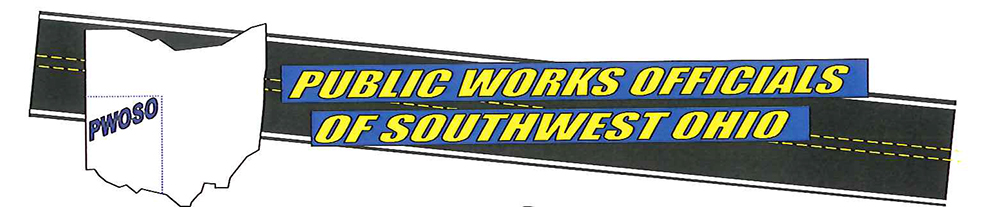 PWOSO
PUBLIC WORKS OFFICIALS
OF SOUTHWEST OHIO